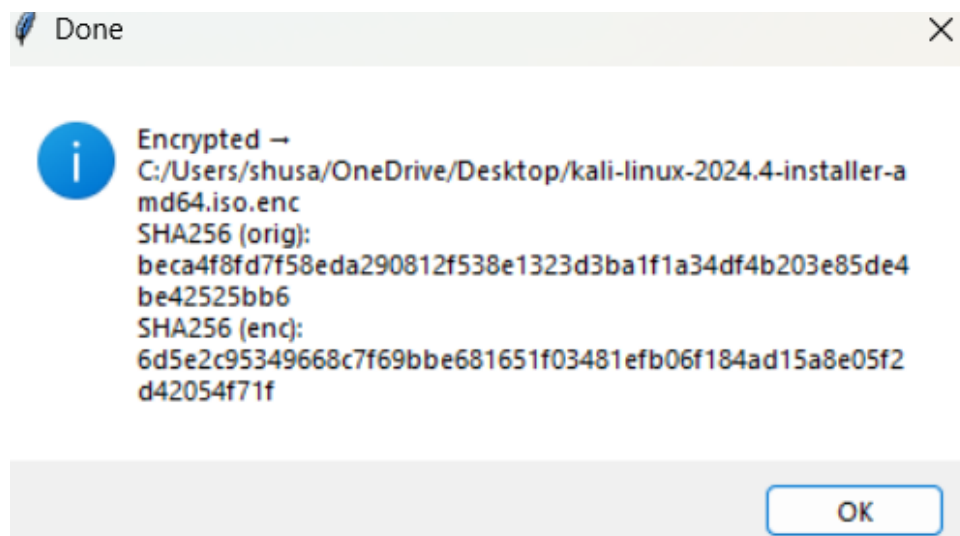 Done
Encrypted →
C:/Users/shusa/OneDrive/Desktop/kali-linux-2024.4-installer-a
md64.iso.enc
SHA256 (orig):
beca4f8fd7f58eda290812f538e1323d3ba1f1a34df4b203e85de4
be42525bb6
SHA256 (enc):
6d5e2c95349668c7f69bbe681651f03481efb06f184ad15a8e05f2
d42054f71f
OK